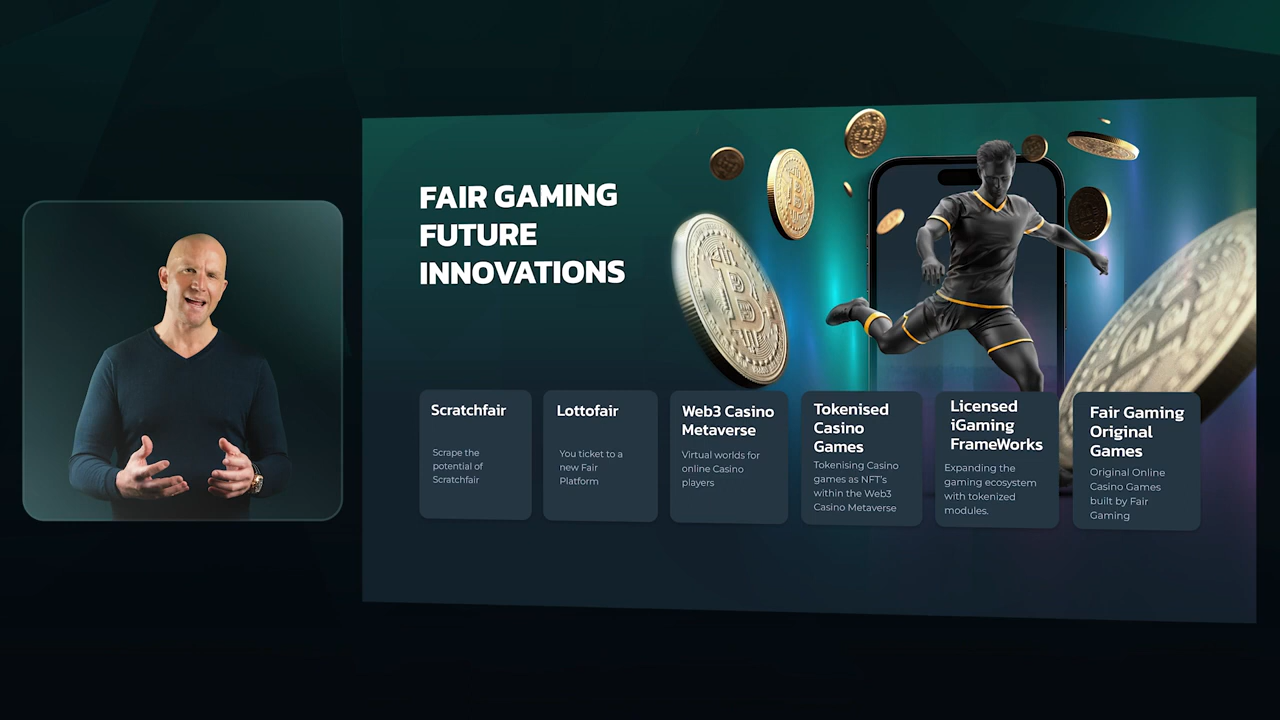 FAIR GAMING
FUTURE
INNOVATIONS
Scratchfair
Scrape the
potential of
Scratchfair
Lottofair
You ticket to a
new Fair
Platform
Web3 Casino
Metaverse
Virtual worlds for
online Casino
players
Tokenised
Casino
Games
Tokenising Casino
games as NFT's
within the Web3
Casino Metaverse
Licensed
iGaming
FrameWorks
Expanding the
gaming ecosystem
with tokenized
modules.
Fair Gaming
Original
Games
Original Online
Casino Games
built by Fair
Gaming